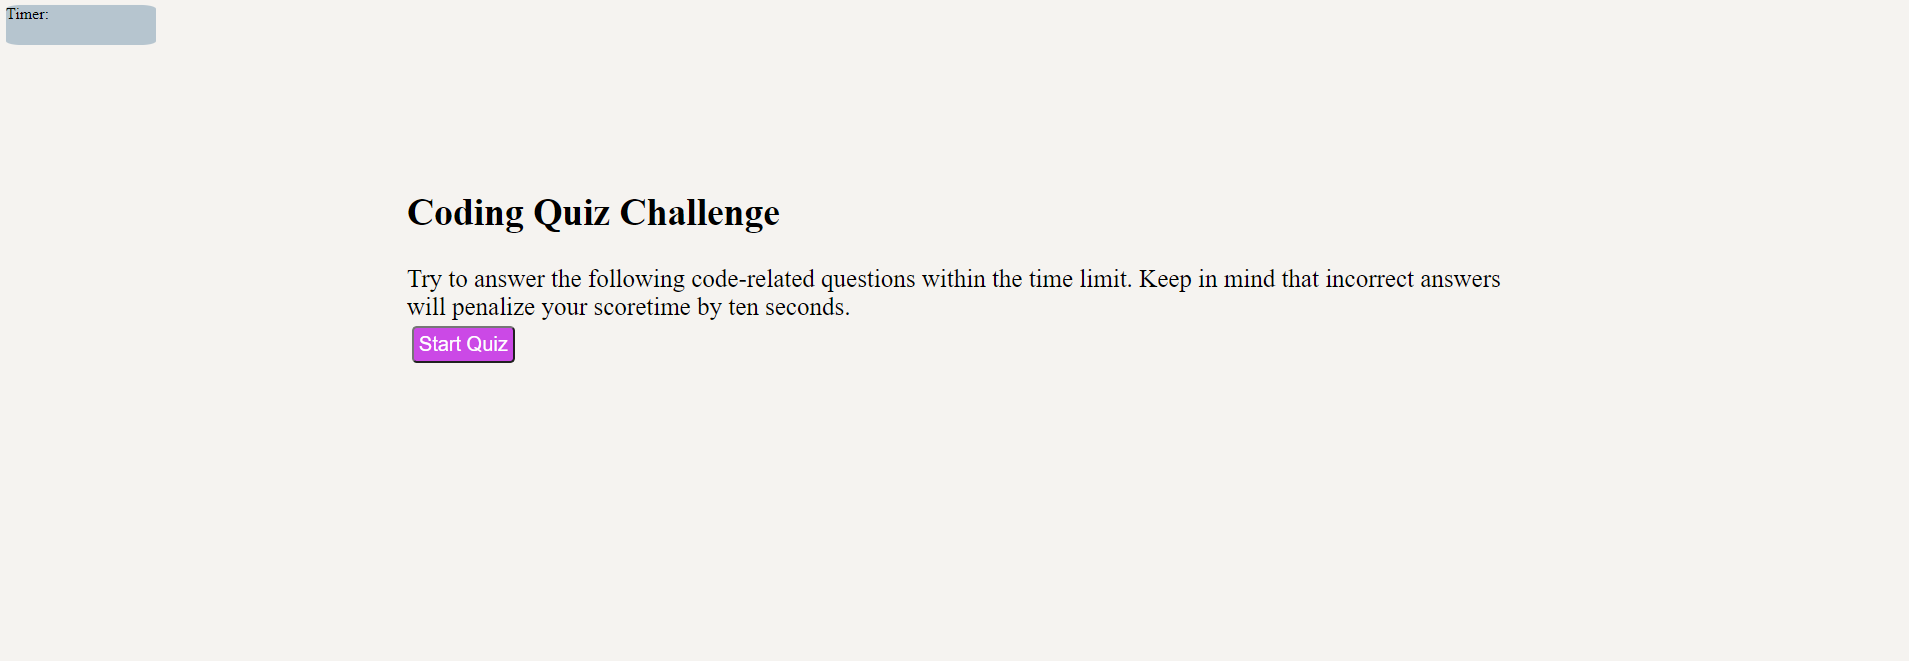 Timer:
Coding Quiz Challenge
Try to answer the following code-related questions within the time limit. Keep in mind that incorrect answers
will penalize your scoretime by ten seconds.
Start Quiz